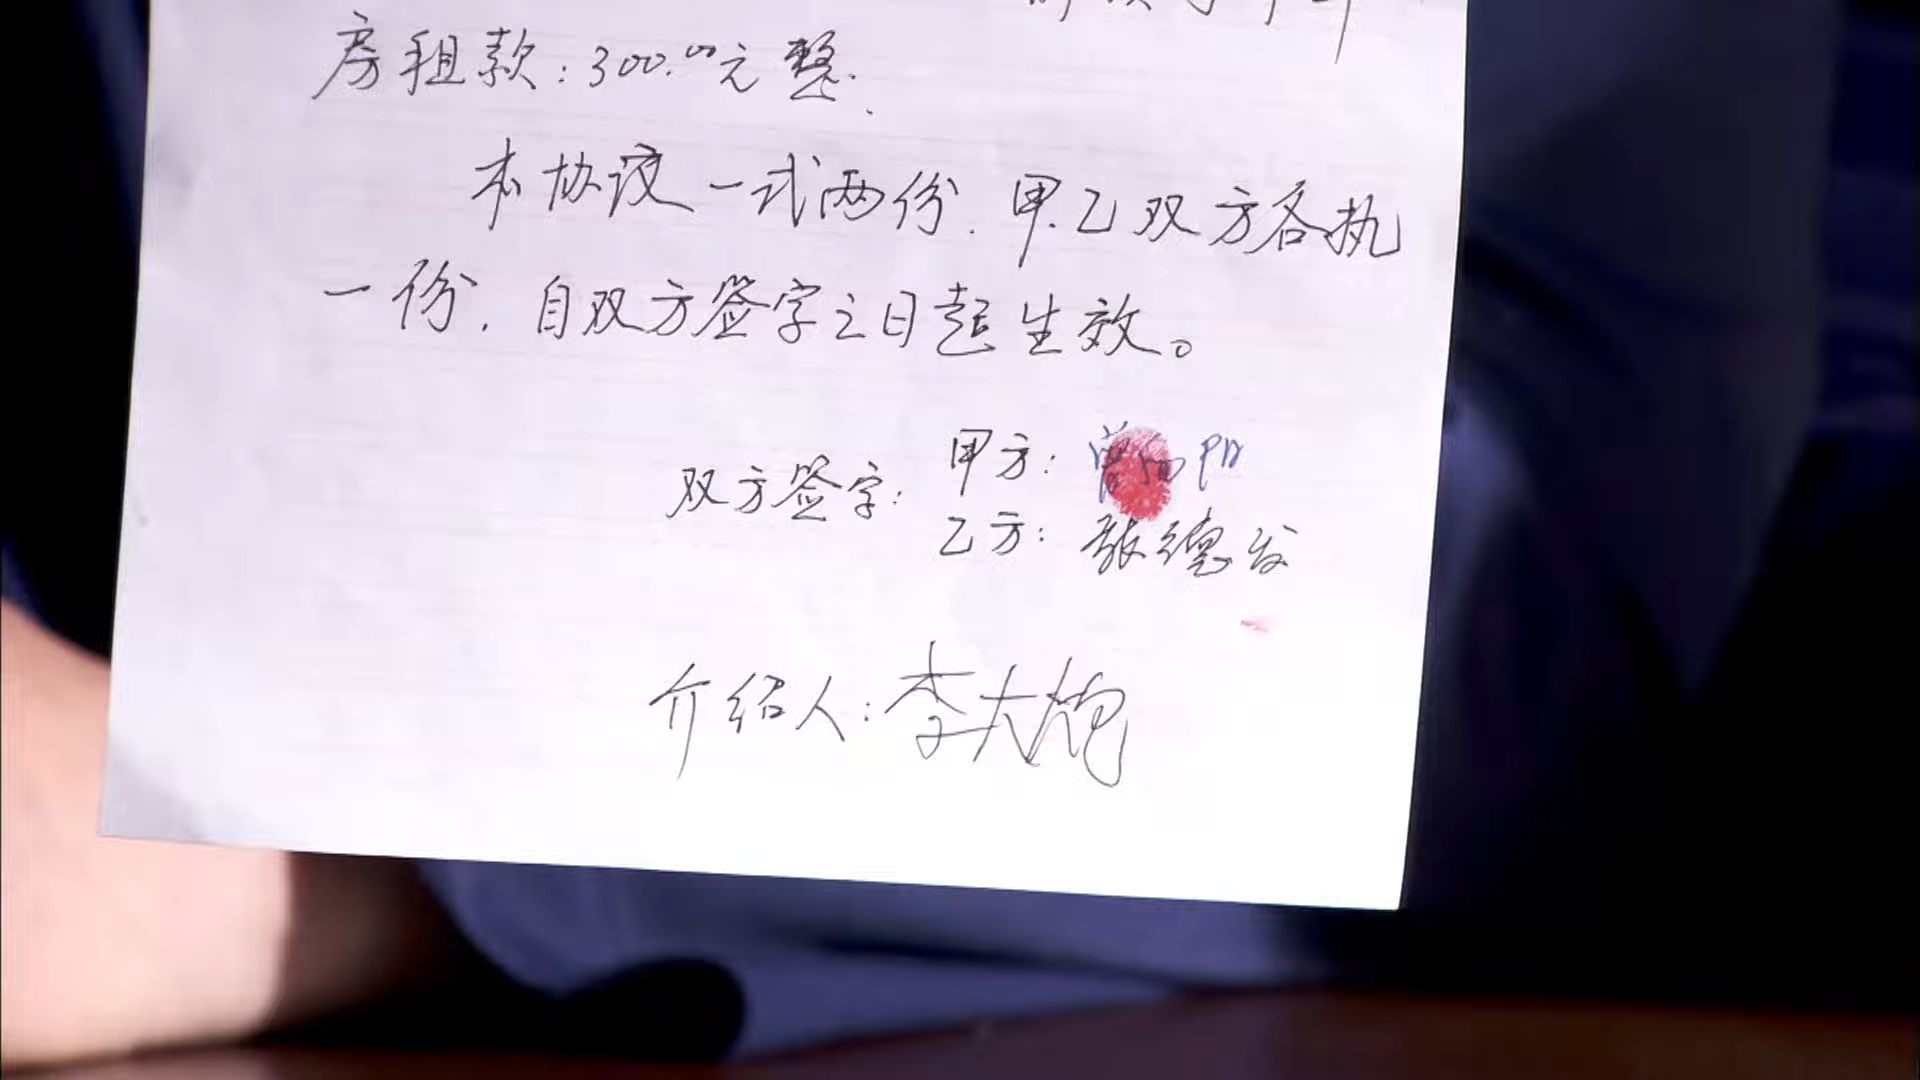 房租款:300.00元整.
本协议一式两份.甲.乙双方各执
一份.自双方签字之日起生效。
双方签字:
甲方:
乙方:张德发
介绍人:李大炮